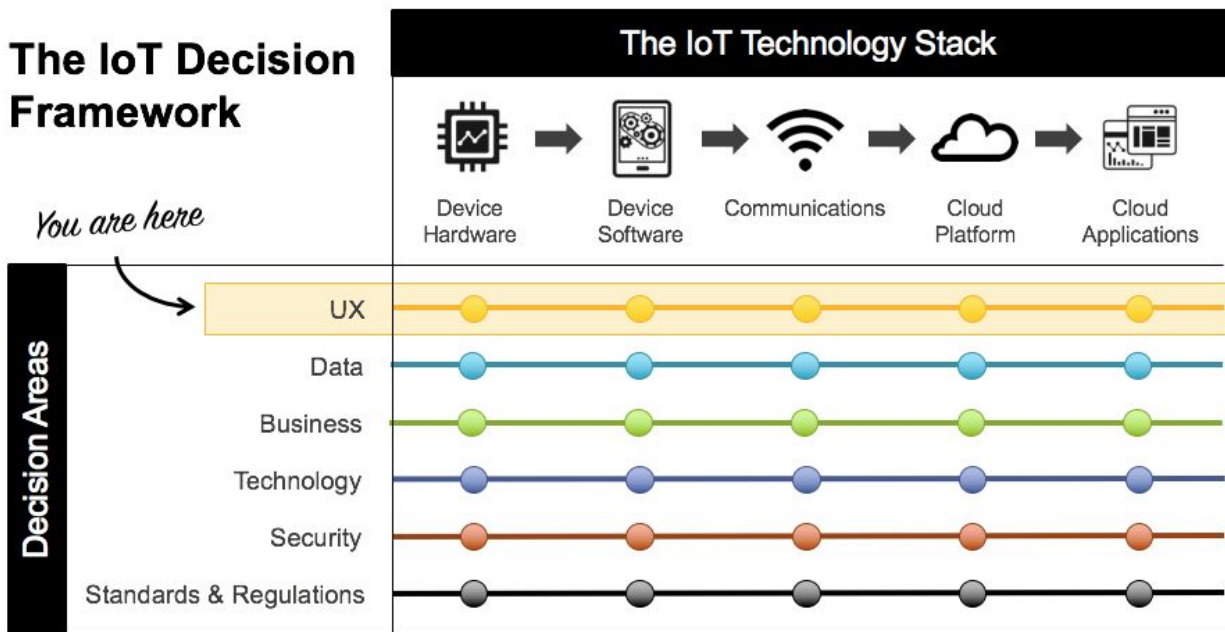 The IoT Decision
Framework
The IoT Technology Stack
Device
Hardware
Device
Software
Communications
Cloud
Platform
Cloud
Applications
You are here
Decision Areas
UX
Data
Business
Technology
Security
Standards & Regulations